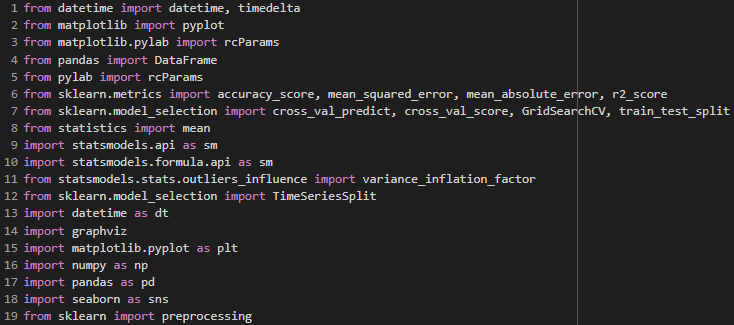 1 from datetime import datetime, timedelta
2 from matplotlib import pyplot
3 from matplotlib.pylab import rcParams
4 from pandas import DataFrame
5 from pylab import rcParams
6 from sklearn.metrics import accuracy_score, mean_squared_error, mean_absolute_error, r2_score
7 from sklearn.model_selection import cross_val_predict, cross_val_score, GridSearchCV, train_test_split
8 from statistics import mean
9 import statsmodels.api as sm
10 import statsmodels.formula.api as sm
11 from statsmodels.stats.outliers_influence import variance_inflation_factor
12 from sklearn.model_selection import TimeSeriesSplit
13 import datetime as dt
14 import graphviz
15 import matplotlib.pyplot as plt
16 import numpy as np
17 import pandas as pd
18 import seaborn as sns
19 from sklearn import preprocessing